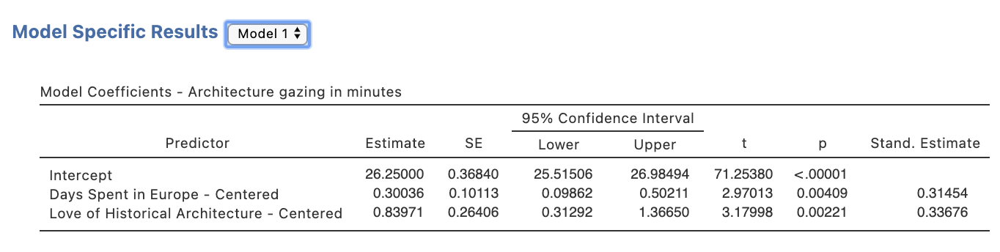 Model Specific Results Model 1
Model Coefficients - Architecture gazing in minutes
95% Confidence Interval
Predictor Estimate SE Lower Upper t p Stand. Estimate
Intercept 26.25000 0.36840 25.51506 26.98494 71.25380 <.00001
Days Spent in Europe - Centered 0.30036 0.10113 0.09862 0.50211 2.97013 0.00409 0.31454
Love of Historical Architecture - Centered 0.83971 0.26406 0.31292 1.36650 3.17998 0.00221 0.33676